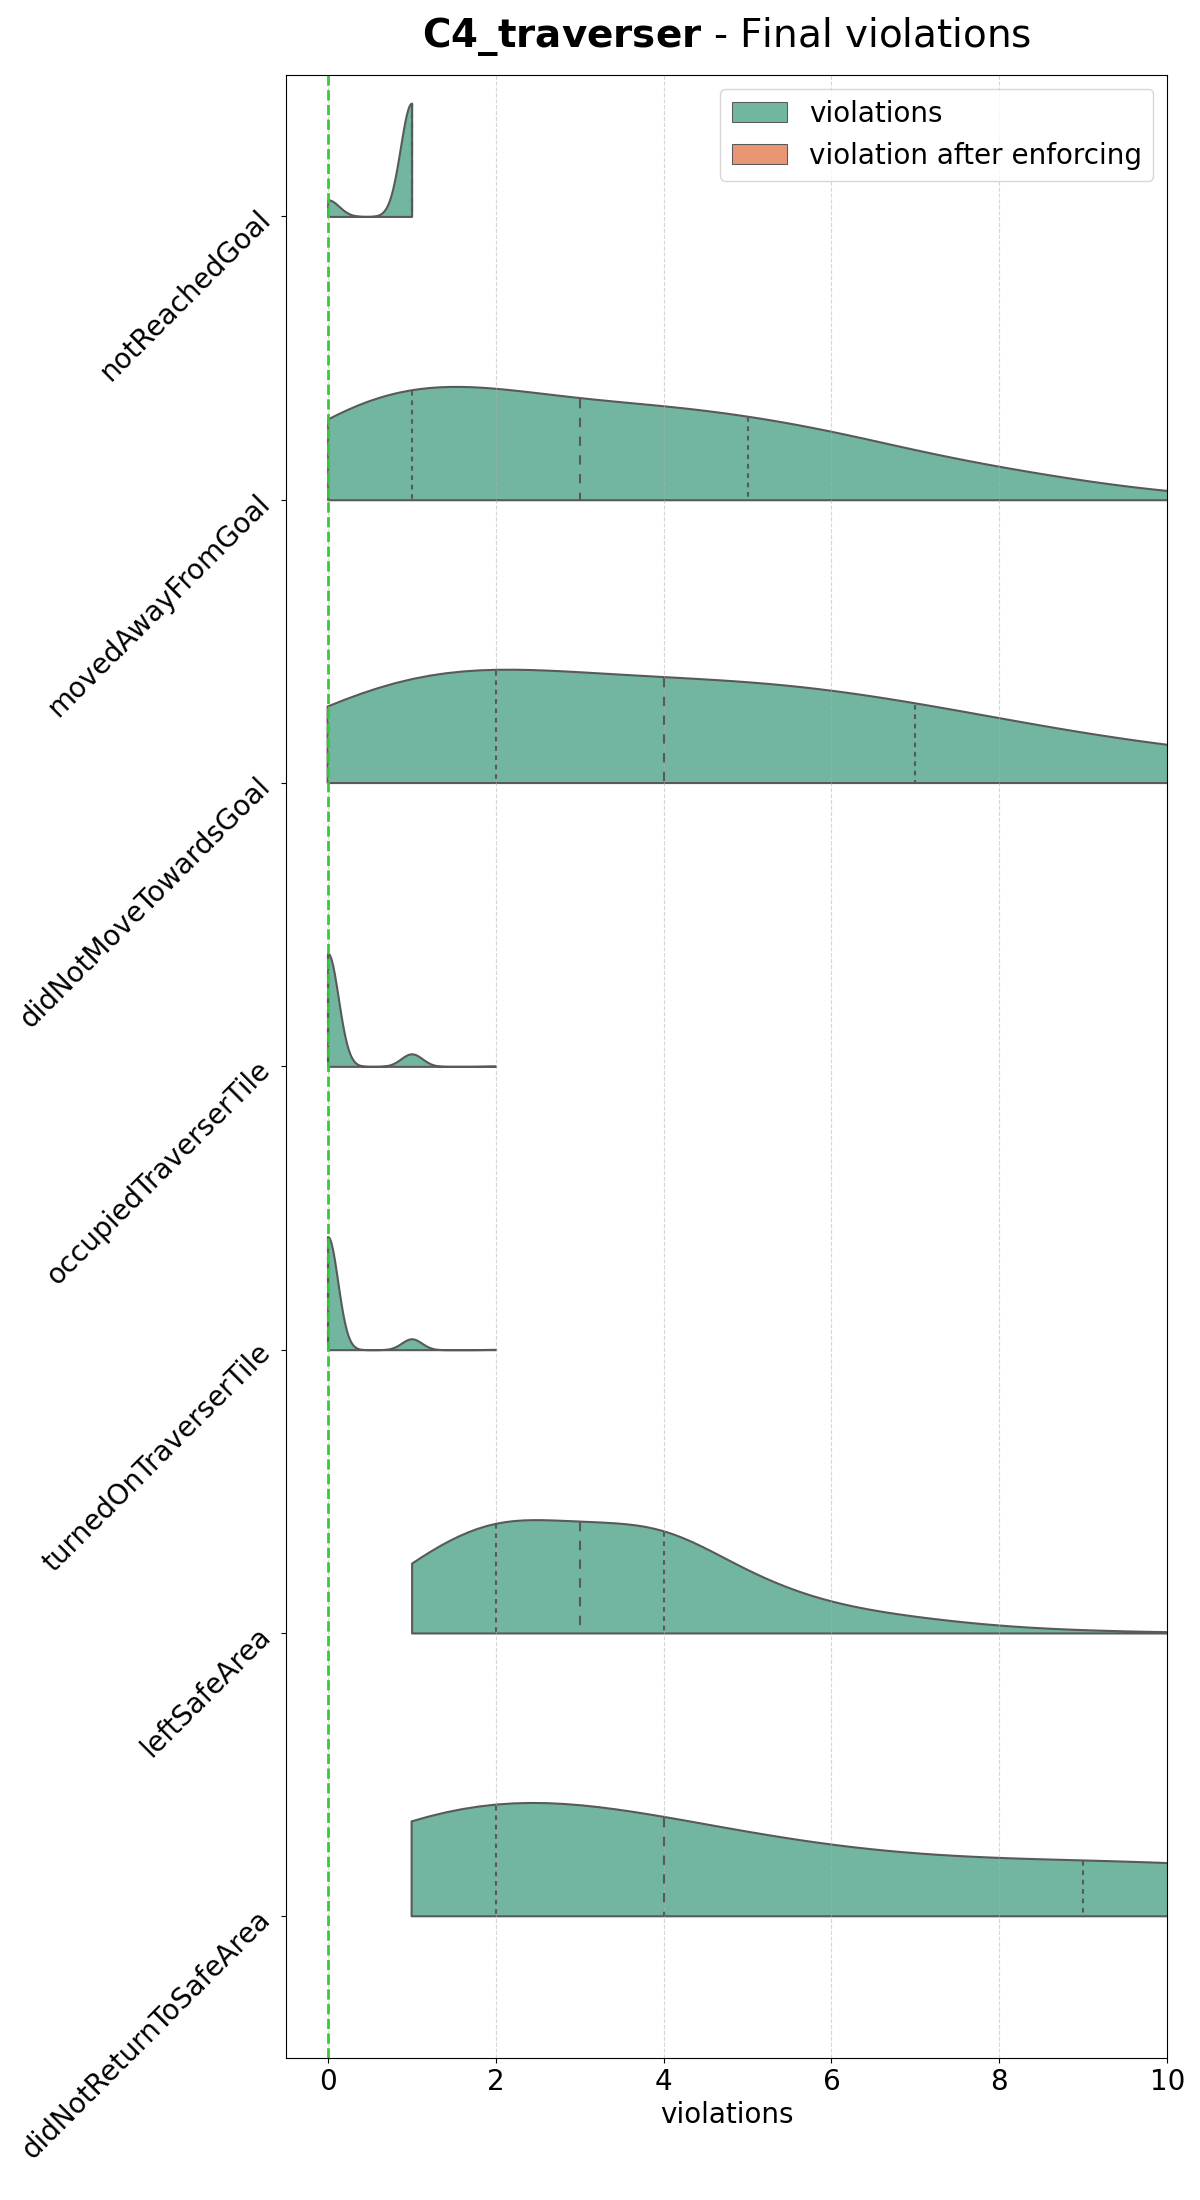 C4_traverser - Final violations
violations
violation after enforcing
notReachedGoal
movedAwayFromGoal
didNotMoveTowardsGoal
occupiedTraverserTile
turnedOnTraverserTile
leftSafeArea
didNotReturnToSafeArea
0 2 4 6 8 10
violations